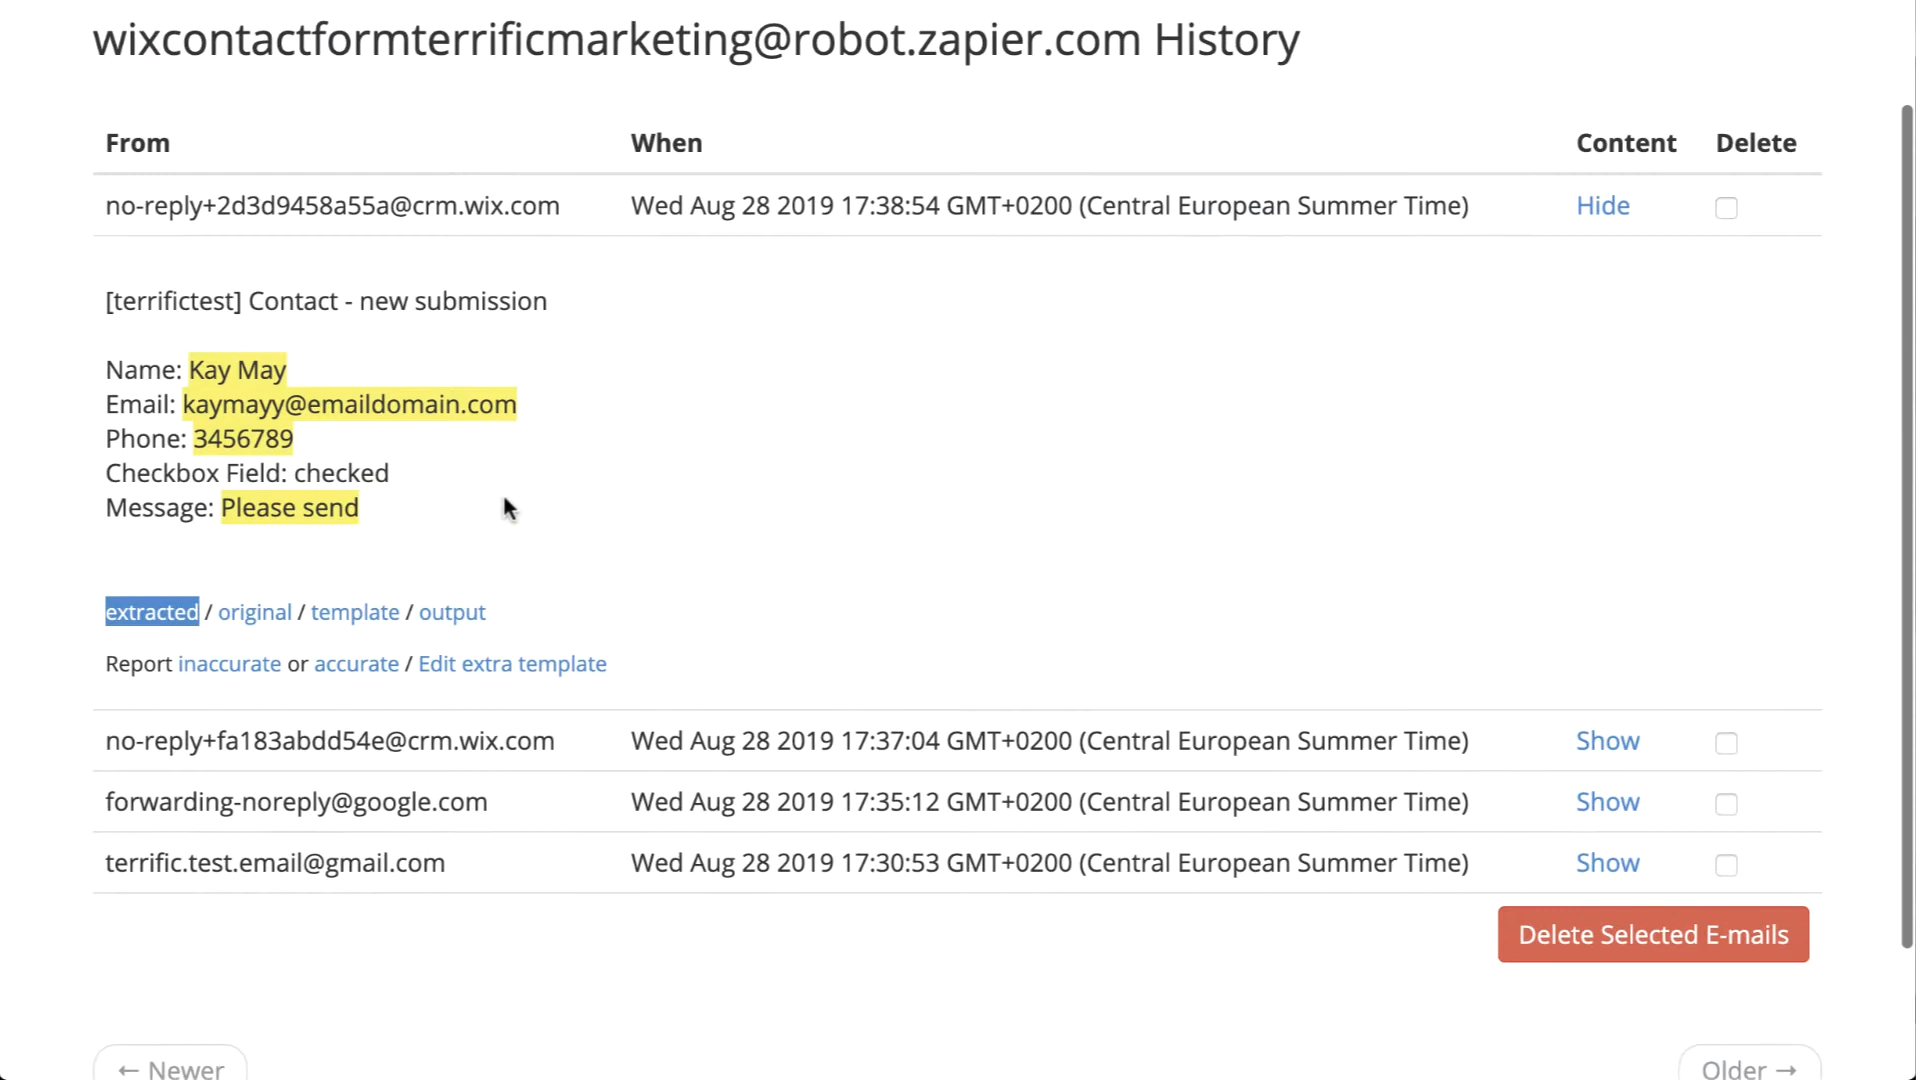 wixcontactformterrificmarketing@robot.zapier.com History
From When Content Delete
no-reply+2d3d9458a55a@crm.wix.com Wed Aug 28 2019 17:38:54 GMT+0200 (Central European Summer Time) Hide
[terrifictest] Contact - new submission
Name: Kay May
Email: kaymayy@emaildomain.com
Phone: 3456789
Checkbox Field: checked
Message: Please send
extracted / original / template / output
Report inaccurate or accurate / Edit extra template
no-reply+fa183abdd54e@crm.wix.com Wed Aug 28 2019 17:37:04 GMT+0200 (Central European Summer Time) Show
forwarding-noreply@google.com Wed Aug 28 2019 17:35:12 GMT+0200 (Central European Summer Time) Show
terrific.test.email@gmail.com Wed Aug 28 2019 17:30:53 GMT+0200 (Central European Summer Time) Show
Delete Selected E-mails
← Newer Older →